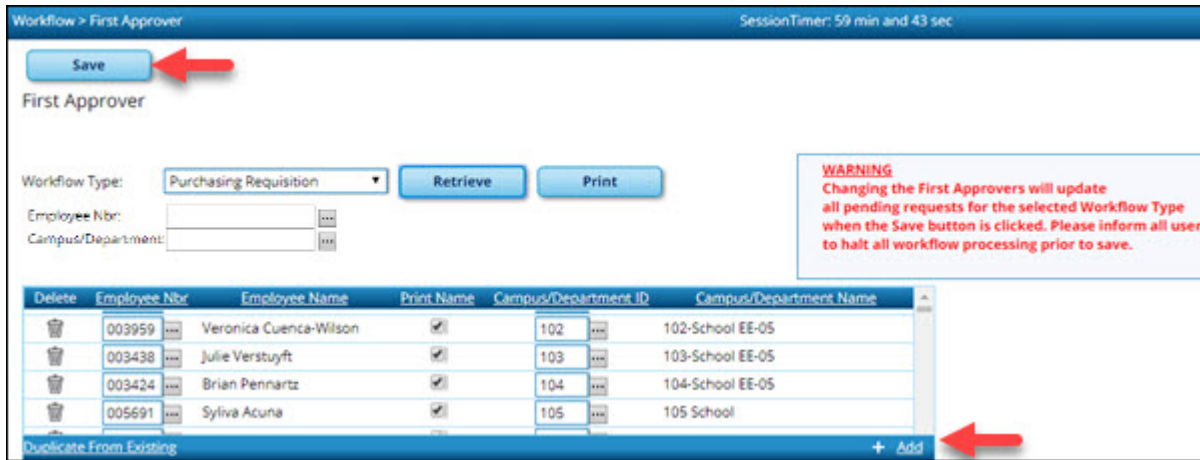 Workflow > First Approver SessionTimer: 59 min and 43 sec
Save
First Approver
Workflow Type: Purchasing Requisition Retrieve Print
Employee Nbr:
Campus/Department:
WARNING
Changing the First Approvers will update
all pending requests for the selected Workflow Type
when the Save button is clicked. Please inform all user
to halt all workflow processing prior to save.
Delete Employee Nbr Employee Name Print Name Campus/Department ID Campus/Department Name
003959 ... Veronica Cuenca-Wilson 102 ... 102-School EE-05
003438 ... Julie Verstuyft 103 ... 103-School EE-05
003424 ... Brian Pennartz 104 ... 104-School EE-05
005691 ... Syliva Acuna 105 ... 105 School
Duplicate From Existing + Add